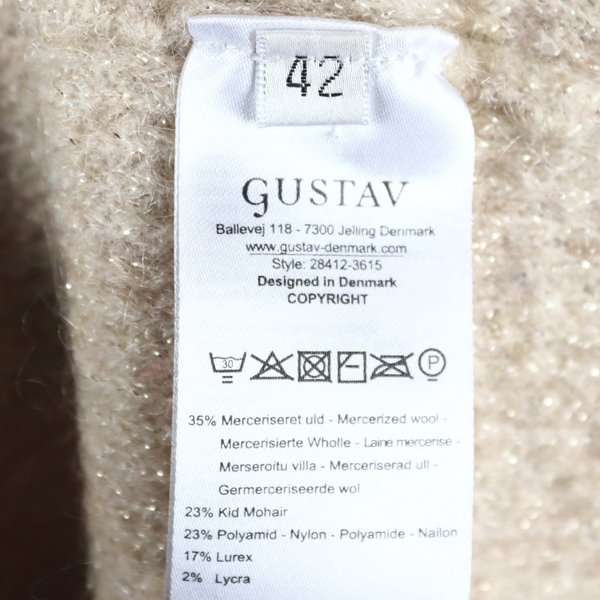 42
GUSTAV
Ballevej 118 - 7300 Jelling Denmark
www.gustav-denmark.com
Style: 28412-3615
Designed in Denmark
COPYRIGHT
30
P
35% Merceriseret uld - Mercerized wool -
Mercerisierte Wholle - Laine mercense -
Merseroitu villa - Merceriserad ull -
Germerceriseerde wol
23% Kid Mohair
23% Polyamid - Nylon - Polyamide - Nailon
17% Lurex
2% Lycra